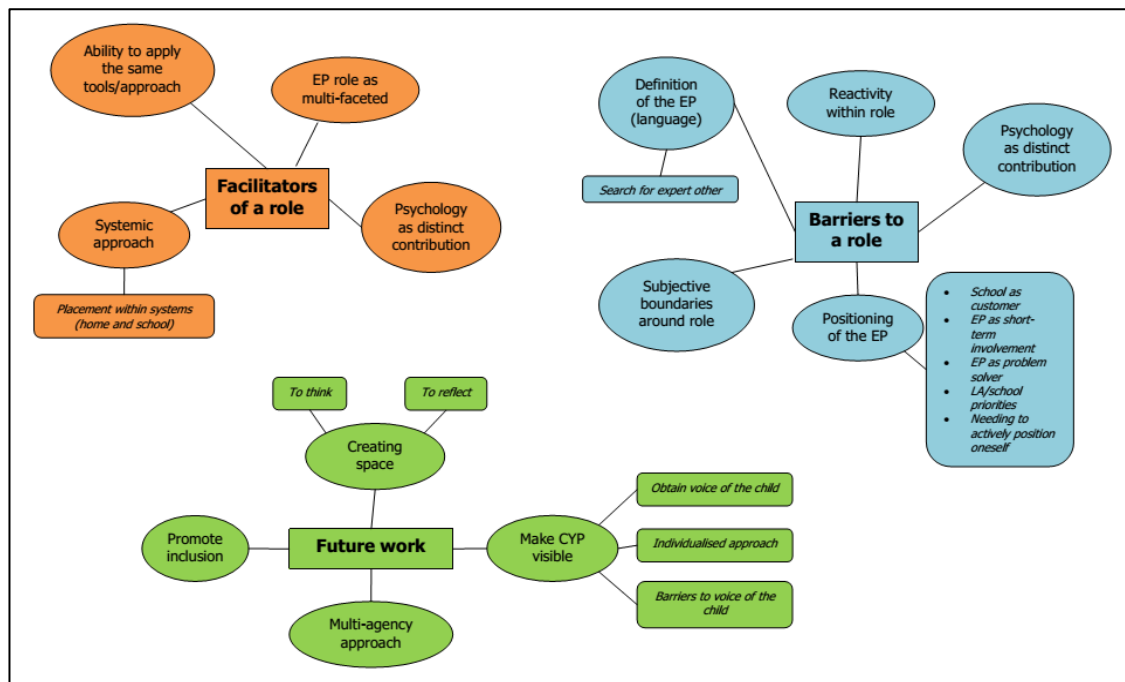 Ability to apply
the same
tools/approach
EP role as
multi-faceted
Facilitators
of a role
Systemic
approach
Psychology
as distinct
contribution
Placement within systems
(home and school)
Definition
of the EP
(language)
Reactivity
within role
Psychology
as distinct
contribution
Search for expert other
Barriers to
a role
Subjective
boundaries
around role
Positioning
of the EP
• School as
customer
• EP as short-
term
involvement
• EP as problem
solver
• LA/school
priorities
• Needing to
actively position
oneself
To think
To reflect
Creating
space
Promote
inclusion
Future work
Make CYP
visible
Obtain voice of the child
Individualised approach
Barriers to voice of the
child
Multi-agency
approach